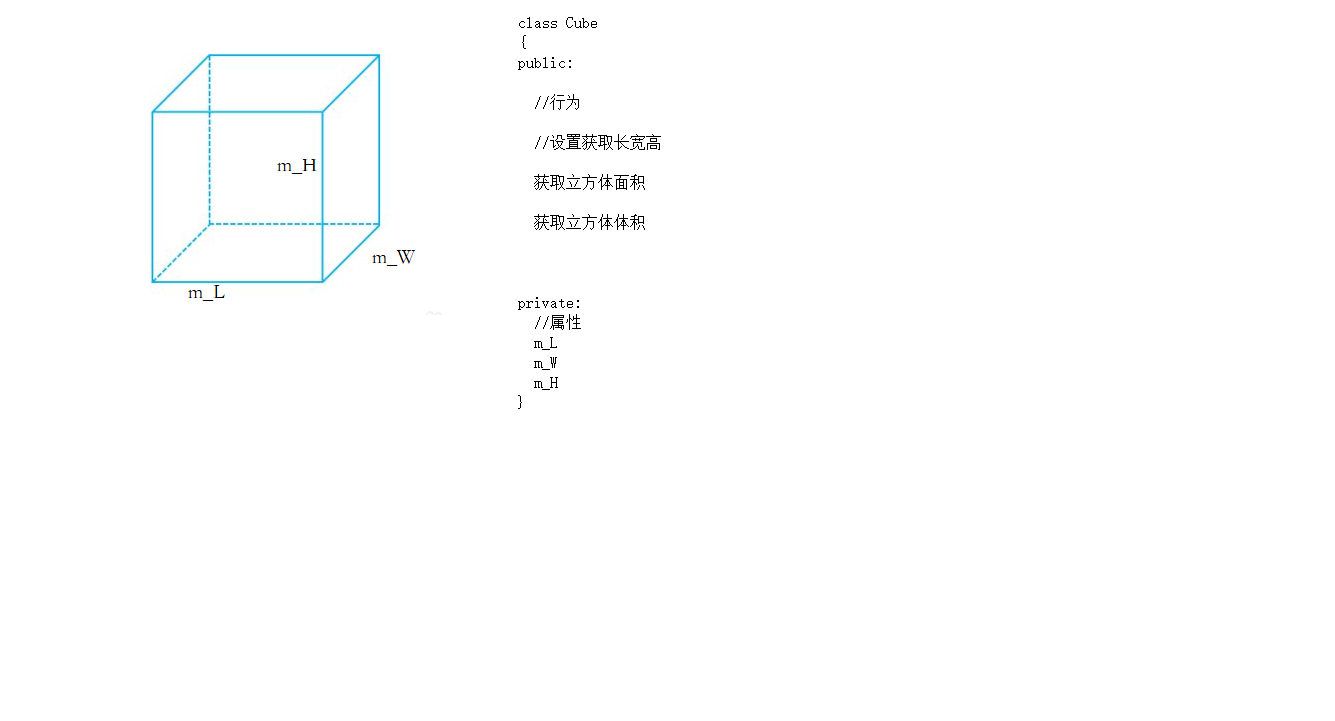 m_H
m_W
m_L
class Cube
{
public:
//行为
//设置获取长宽高
获取立方体面积
获取立方体体积
private:
//属性
m_L
m_W
m_H
}